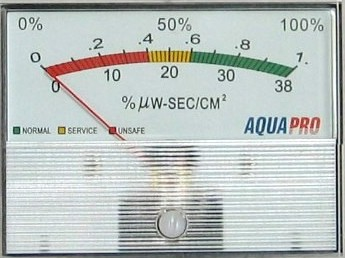 0% 50% 100%
0 .2 .4 .6 .8 1.
0 10 20 30 38
% µW-SEC/CM²
NORMAL SERVICE UNSAFE
AQUAPRO